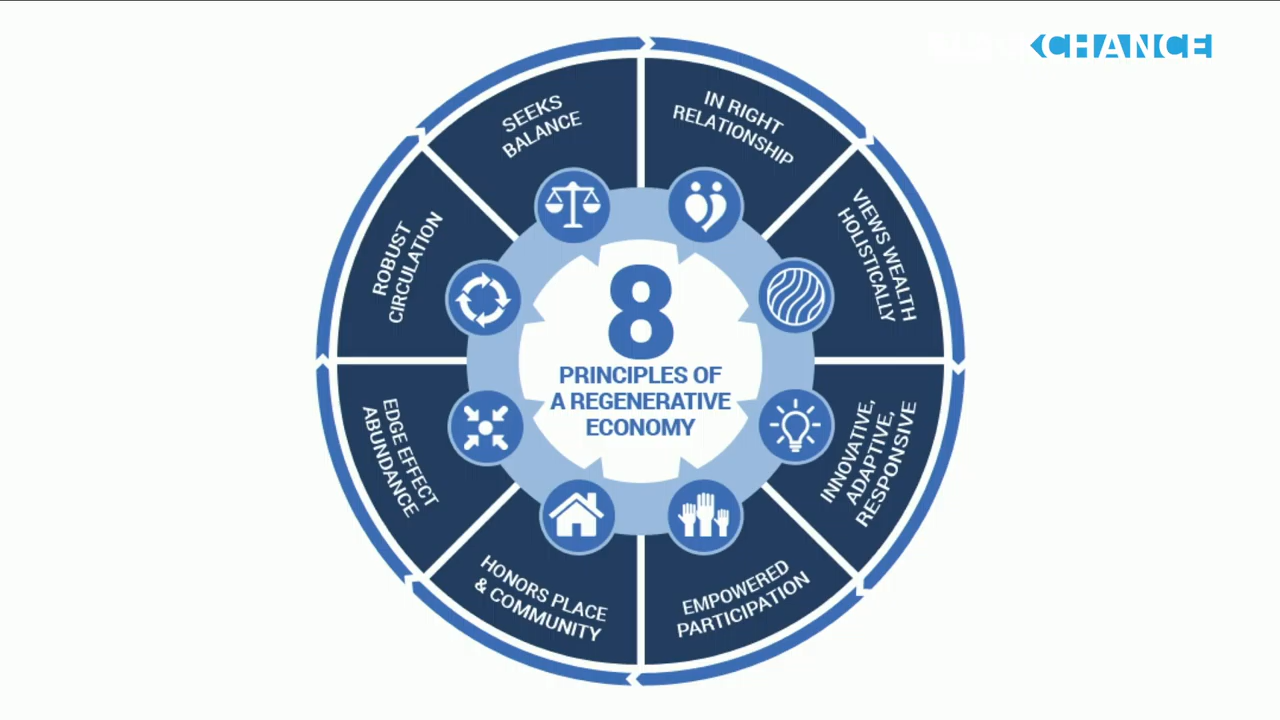 CHANCE
8
PRINCIPLES OF
A REGENERATIVE
ECONOMY
IN RIGHT
RELATIONSHIP
VIEWS WEALTH
HOLISTICALLY
INNOVATIVE,
ADAPTIVE,
RESPONSIVE
EMPOWERED
PARTICIPATION
HONORS PLACE
& COMMUNITY
EDGE EFFECT
ABUNDANCE
ROBUST
CIRCULATION
SEEKS
BALANCE